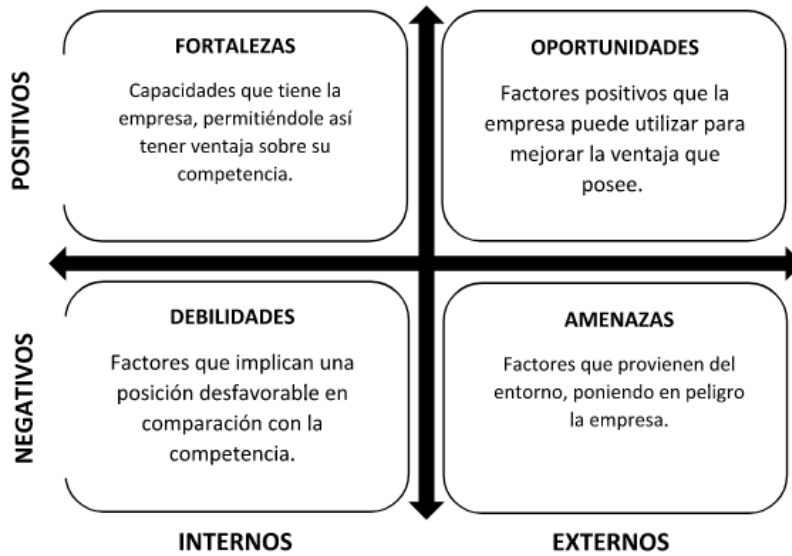 POSITIVOS
FORTALEZAS
Capacidades que tiene la
empresa, permitiéndole así
tener ventaja sobre su
competencia.
OPORTUNIDADES
Factores positivos que la
empresa puede utilizar para
mejorar la ventaja que
posee.
NEGATIVOS
DEBILIDADES
Factores que implican una
posición desfavorable en
comparación con la
competencia.
AMENAZAS
Factores que provienen del
entorno, poniendo en peligro
la empresa.
INTERNOS
EXTERNOS